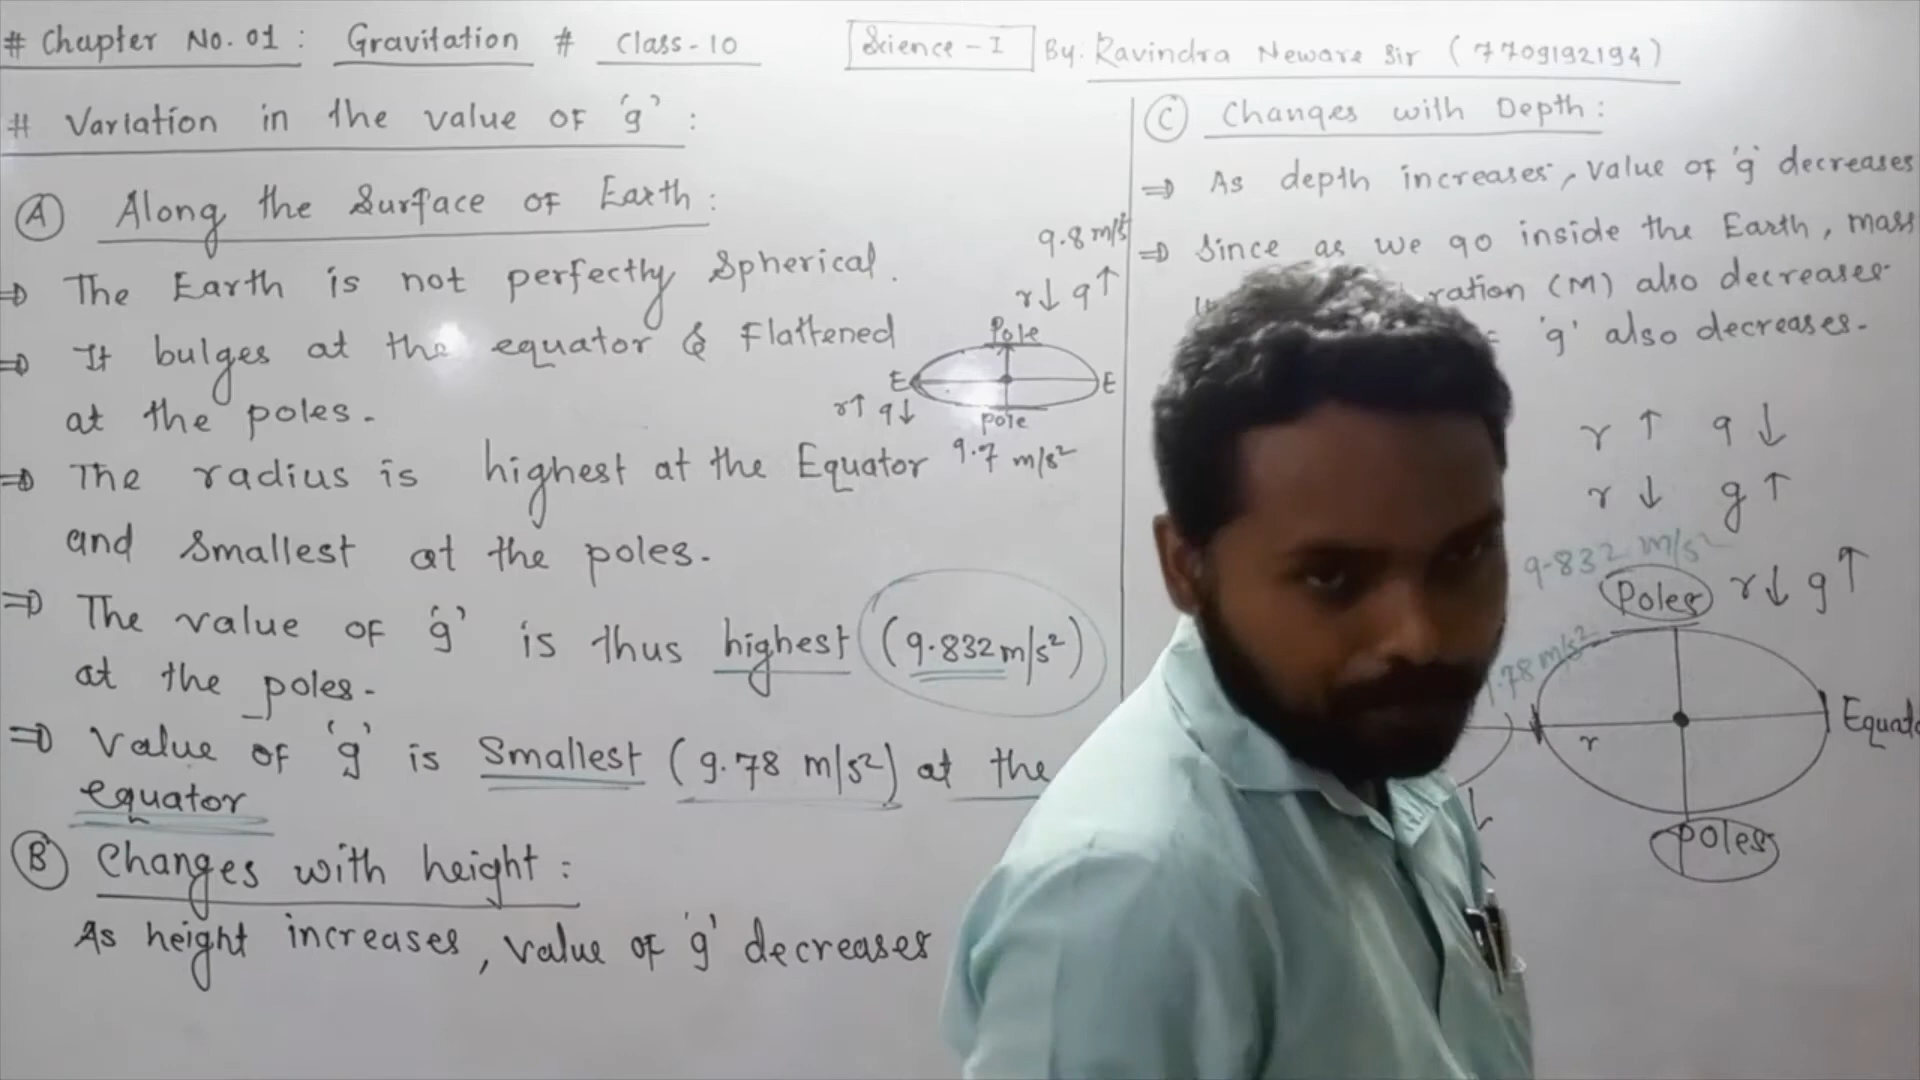 # Chapter No. 01 : Gravitation # Class - 10
Science - I By: Ravindra Neware Sir (7709192194)
# Variation in the value of 'g' :
A Along the Surface of Earth :
⇒ The Earth is not perfectly Spherical.
⇒ It bulges at the equator & Flattened
at the poles.
⇒ The radius is highest at the Equator
and Smallest at the poles.
⇒ The value of 'g' is thus highest (9.832 m/s²)
at the poles.
⇒ Value of 'g' is Smallest (9.78 m/s²) at the
equator
B Changes with height :
As height increases, value of 'g' decreases
9.8 m/s²
r↓ g↑
Pole
E E
r↑ g↓
Pole
9.7 m/s²
C Changes with Depth :
⇒ As depth increases, value of 'g' decreases
⇒ Since as we go inside the Earth, mass
ration (M) also decreases
'g' also decreases.
r ↑ g ↓
r ↓ g ↑
9.832 m/s²
Poles r↓ g↑
.78 m/s²
r
Equato
h
Poles